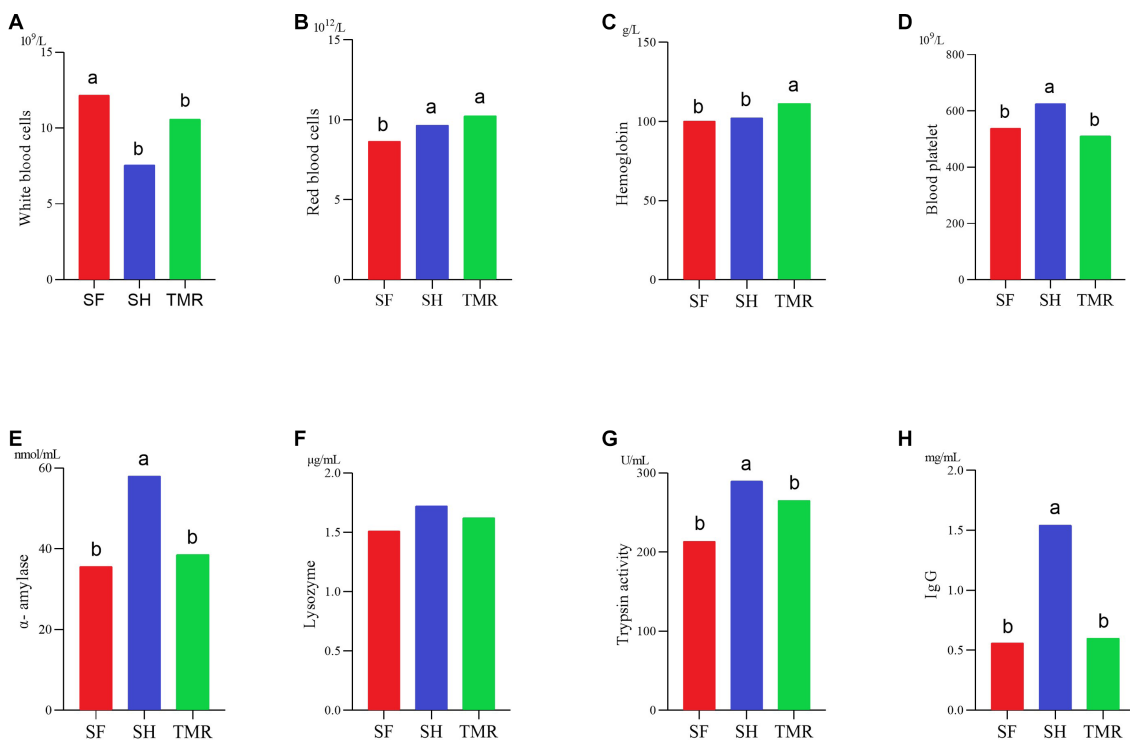 A
10⁹/L
White blood cells
15
10
5
0
a
b
b
SF SH TMR
B
10¹²/L
Red blood cells
15
10
5
0
b
a
a
SF SH TMR
C
g/L
Hemoglobin
150
100
50
0
b
b
a
SF SH TMR
D
10⁹/L
Blood platelet
800
600
400
200
0
b
a
b
SF SH TMR
E
nmol/mL
α- amylase
60
40
20
0
b
a
b
SF SH TMR
F
μg/mL
Lysozyme
2.0
1.5
1.0
0.5
0.0
SF SH TMR
G
U/mL
Trypsin activity
300
200
100
0
b
a
b
SF SH TMR
H
mg/mL
IgG
2.0
1.5
1.0
0.5
0.0
b
a
b
SF SH TMR